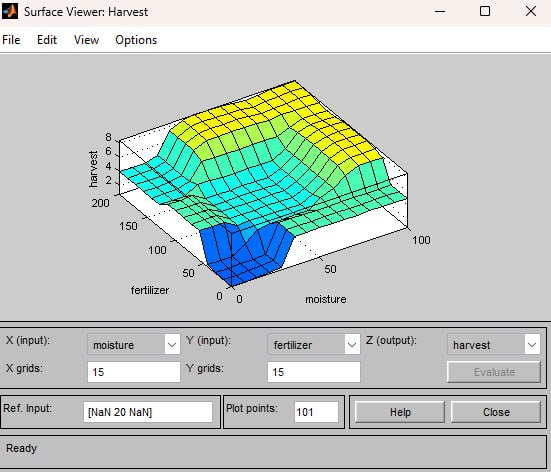 Surface Viewer: Harvest
File Edit View Options
harvest
8
6
4
2
200
150
100
50
0
fertilizer
0
50
100
moisture
X (input): moisture Y (input): fertilizer Z (output): harvest
X grids: 15 Y grids: 15 Evaluate
Ref. Input: [NaN 20 NaN] Plot points: 101 Help Close
Ready